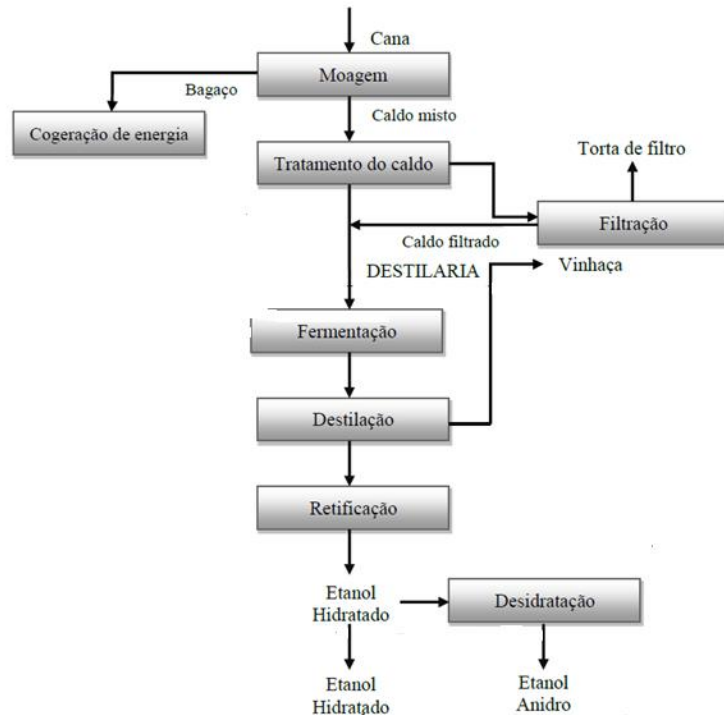 Cana
Moagem
Bagaço
Caldo misto
Cogeração de energia
Tratamento do caldo
Torta de filtro
Filtração
Caldo filtrado
DESTILARIA
Vinhaça
Fermentação
Destilação
Retificação
Etanol
Hidratado
Desidratação
Etanol
Hidratado
Etanol
Anidro